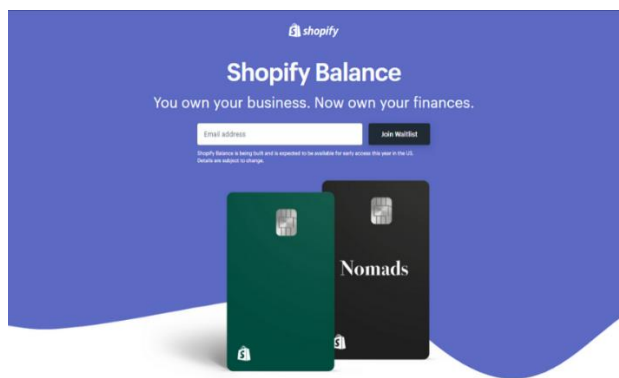 shopify
Shopify Balance
You own your business. Now own your finances.
Email address
Join Waitlist
Shopify Balance is being built and is expected to be available for early access this year in the US.
Details are subject to change.
Nomads